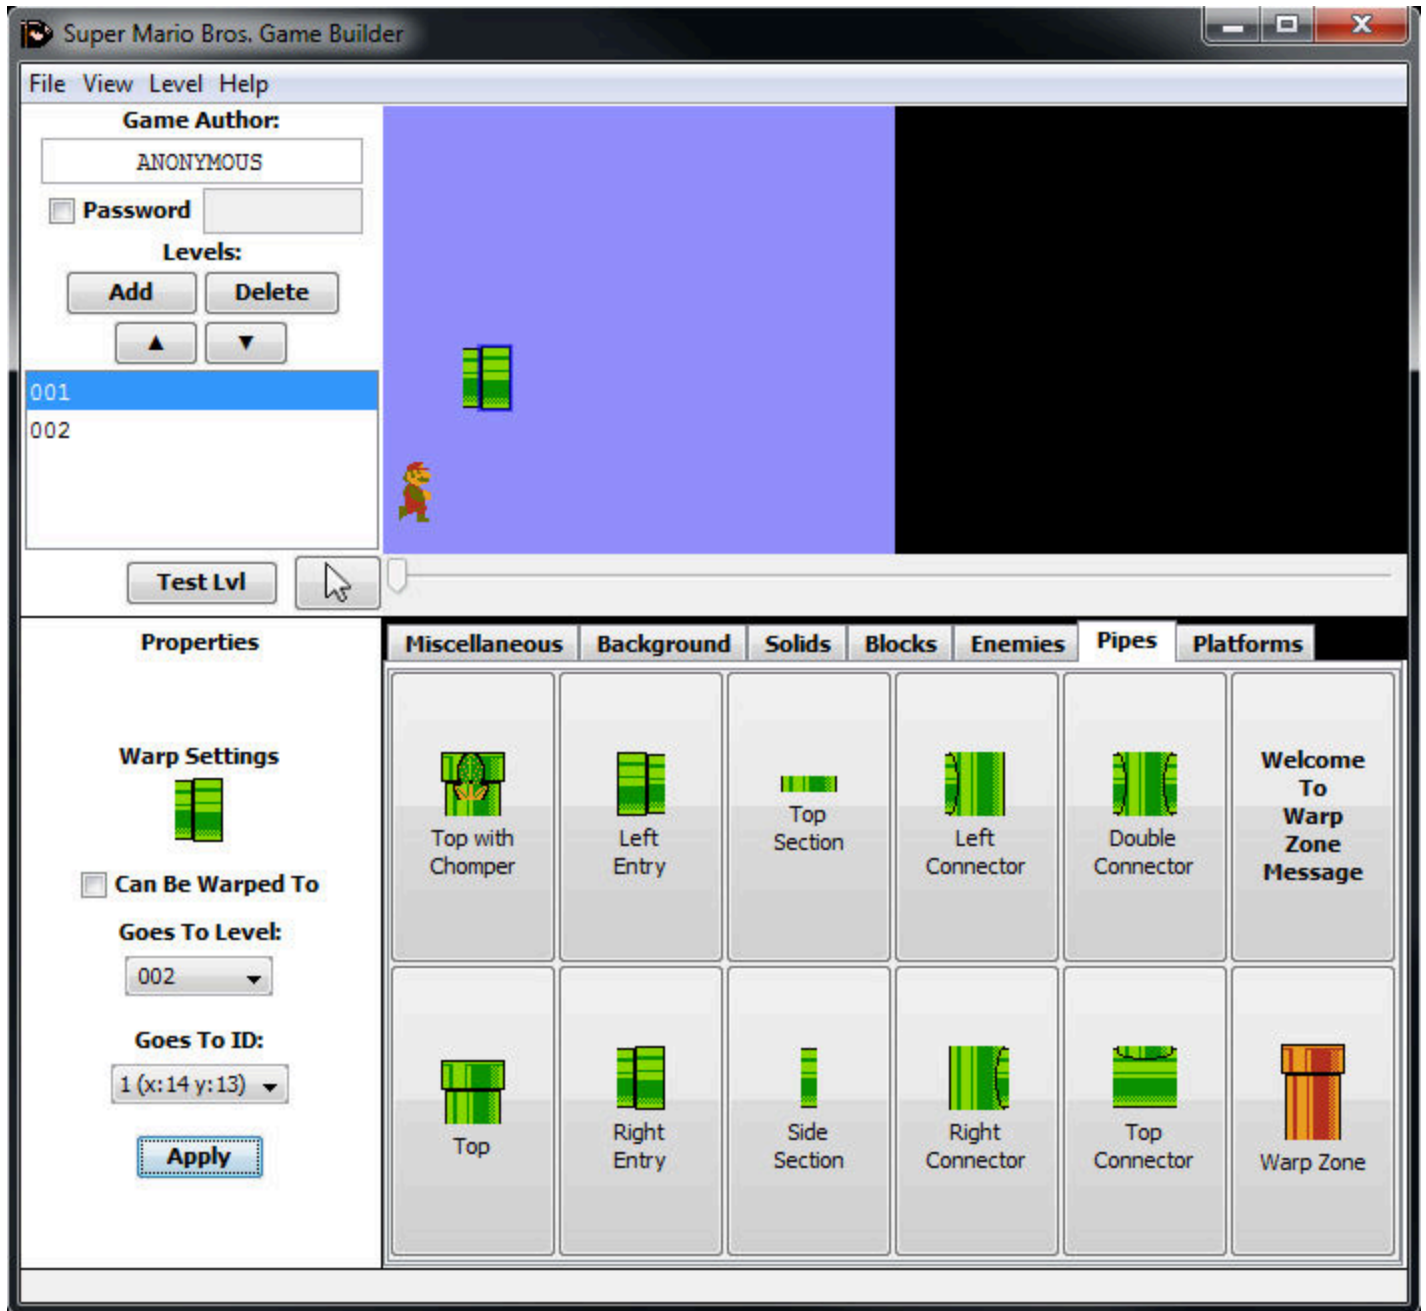 Super Mario Bros. Game Builder
File View Level Help
Game Author:
ANONYMOUS
Password
Levels:
Add Delete
▲ ▼
001
002
Test Lvl
Properties
Warp Settings
Can Be Warped To
Goes To Level:
002
Goes To ID:
1 (x:14 y:13)
Apply
Miscellaneous Background Solids Blocks Enemies Pipes Platforms
Top with
Chomper
Left
Entry
Top
Section
Left
Connector
Double
Connector
Welcome
To
Warp
Zone
Message
Top
Right
Entry
Side
Section
Right
Connector
Top
Connector
Warp Zone